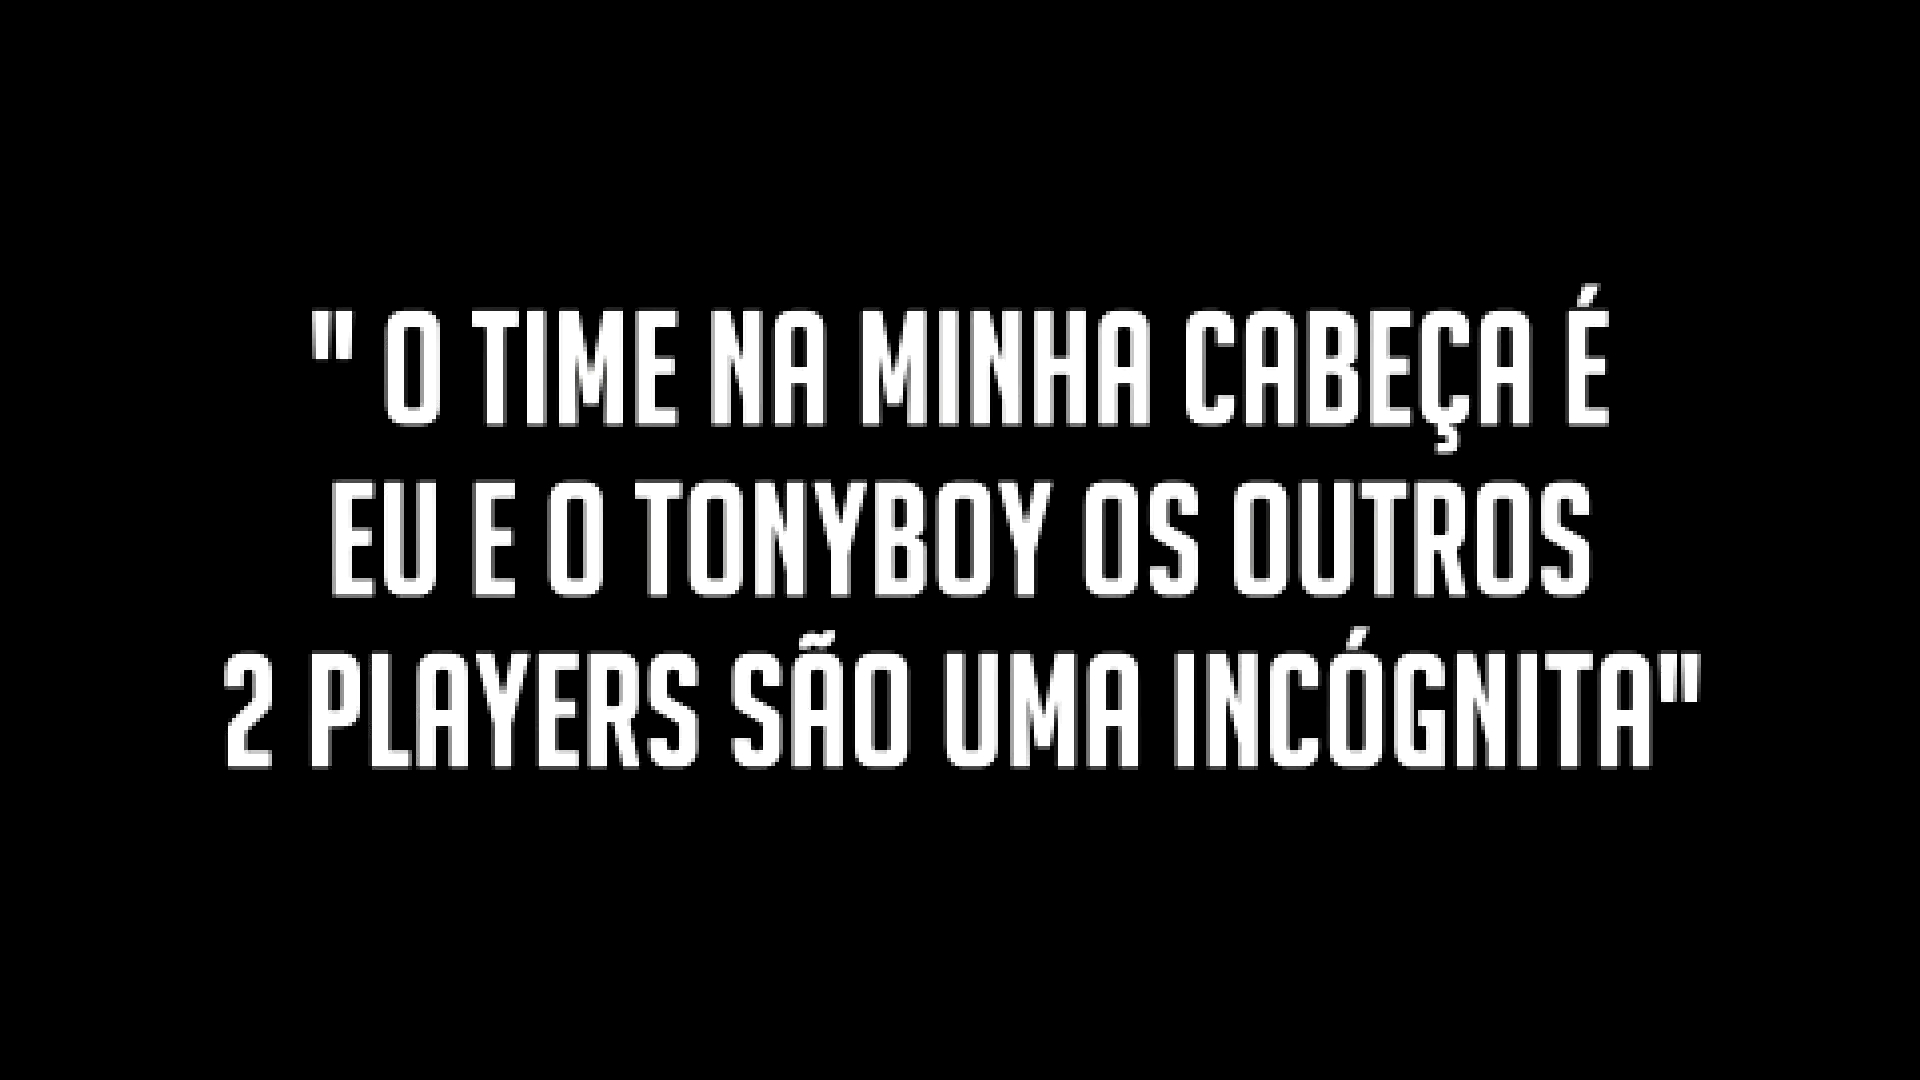 " O TIME NA MINHA CABEÇA É
EU E O TONYBOY OS OUTROS
2 PLAYERS SÃO UMA INCÓGNITA"